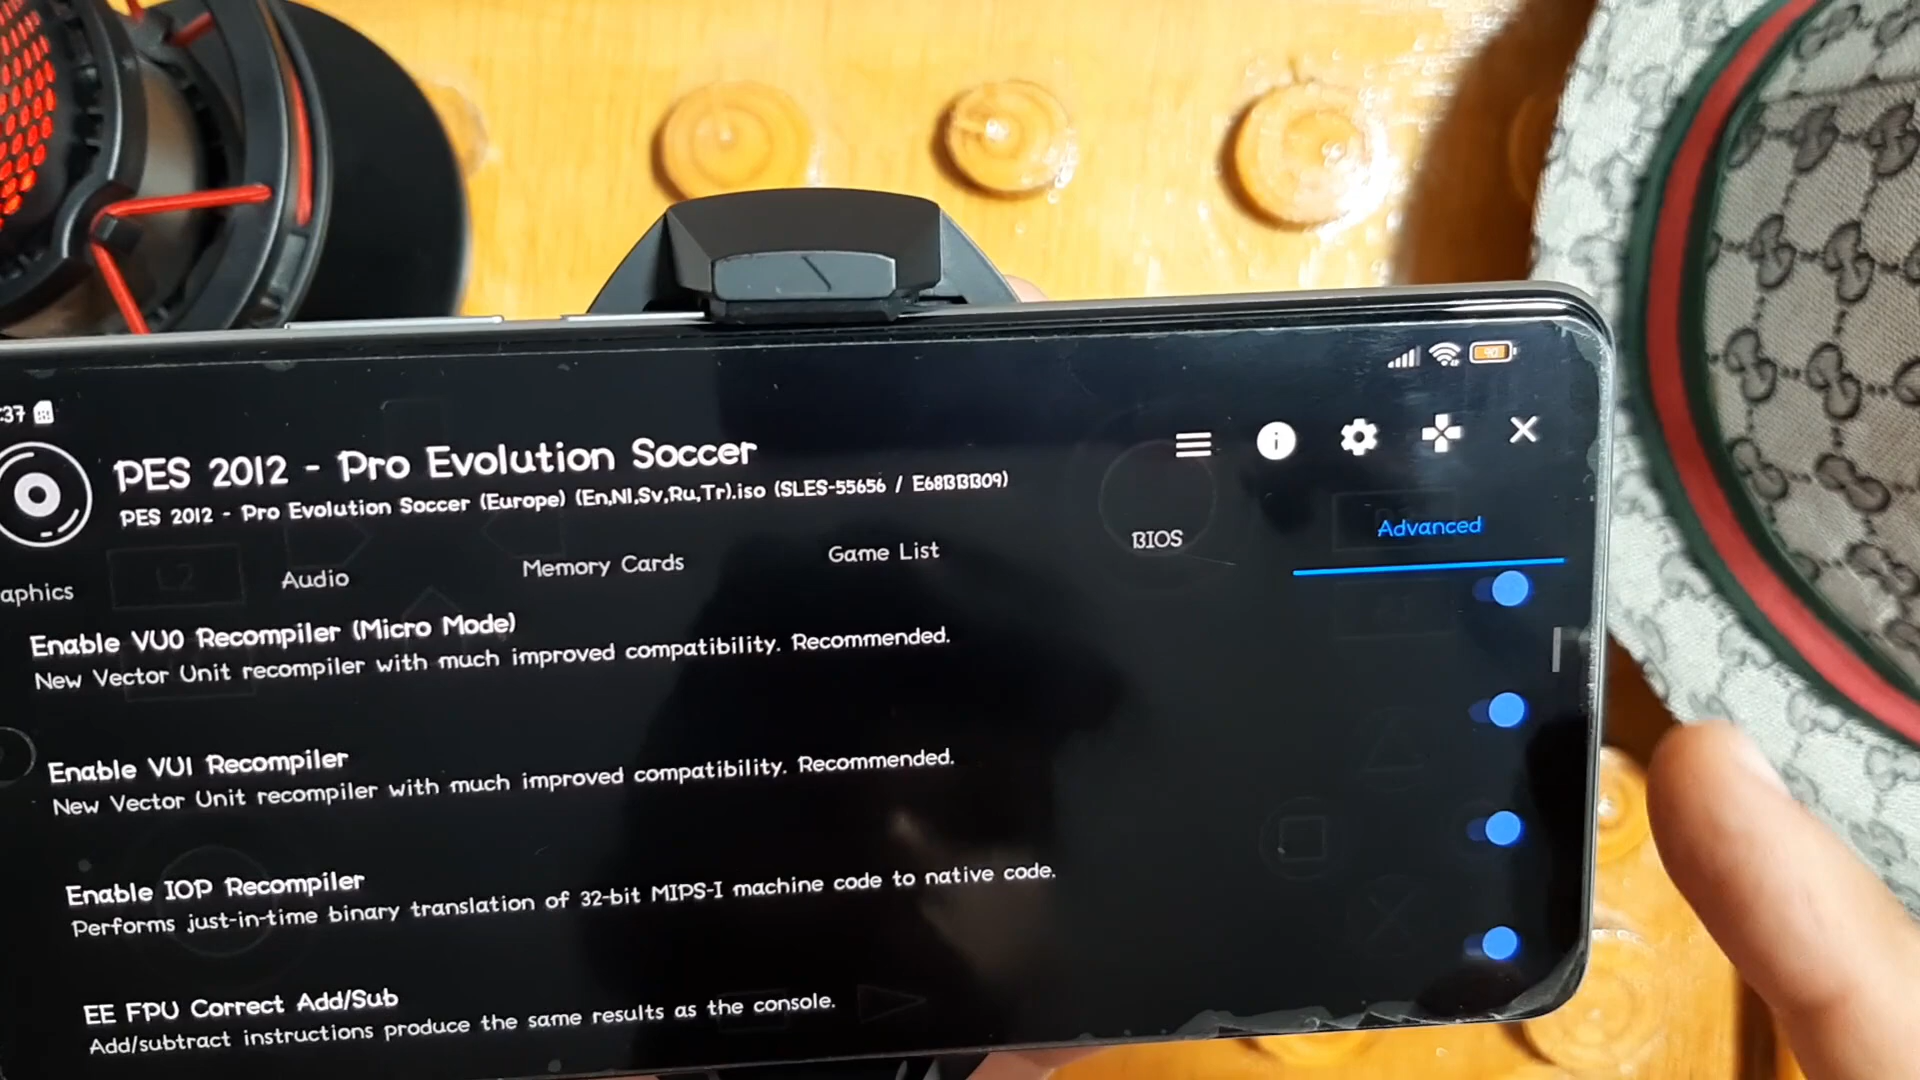 :37
40
PES 2012 - Pro Evolution Soccer
PES 2012 - Pro Evolution Soccer (Europe) (En,Nl,Sv,Ru,Tr).iso (SLES-55656 / E68BBB09)
aphics Audio Memory Cards Game List BIOS Advanced
Enable VU0 Recompiler (Micro Mode)
New Vector Unit recompiler with much improved compatibility. Recommended.
Enable VU1 Recompiler
New Vector Unit recompiler with much improved compatibility. Recommended.
Enable IOP Recompiler
Performs just-in-time binary translation of 32-bit MIPS-I machine code to native code.
EE FPU Correct Add/Sub
Add/subtract instructions produce the same results as the console.
L2